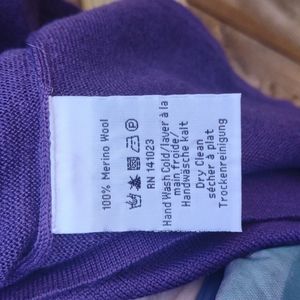 100% Merino Wool
P
RN 141023
Hand Wash Cold/laver à la
main froide/
Handwäsche kalt
Dry Clean
sécher à plat
Trockenreinigung